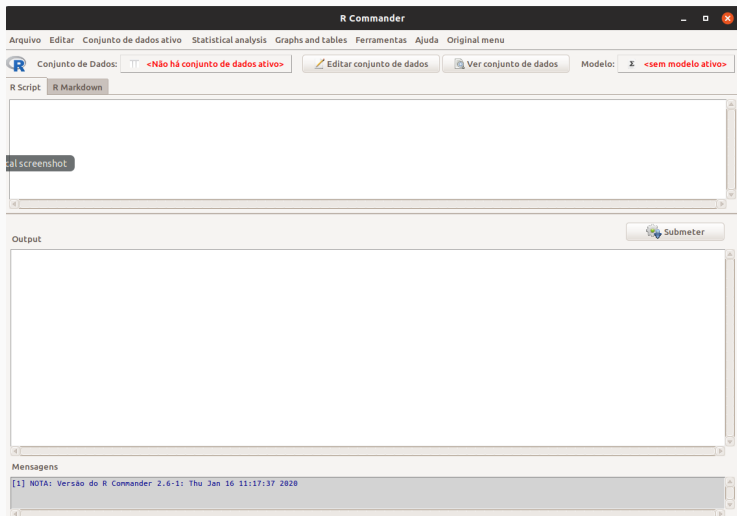 R Commander
Arquivo Editar Conjunto de dados ativo Statistical analysis Graphs and tables Ferramentas Ajuda Original menu
R Conjunto de Dados: <Não há conjunto de dados ativo> Editar conjunto de dados Ver conjunto de dados Modelo: Σ <sem modelo ativo>
R Script R Markdown
cal screenshot
Submeter
Output
Mensagens
[1] NOTA: Versão do R Commander 2.6-1: Thu Jan 16 11:17:37 2020